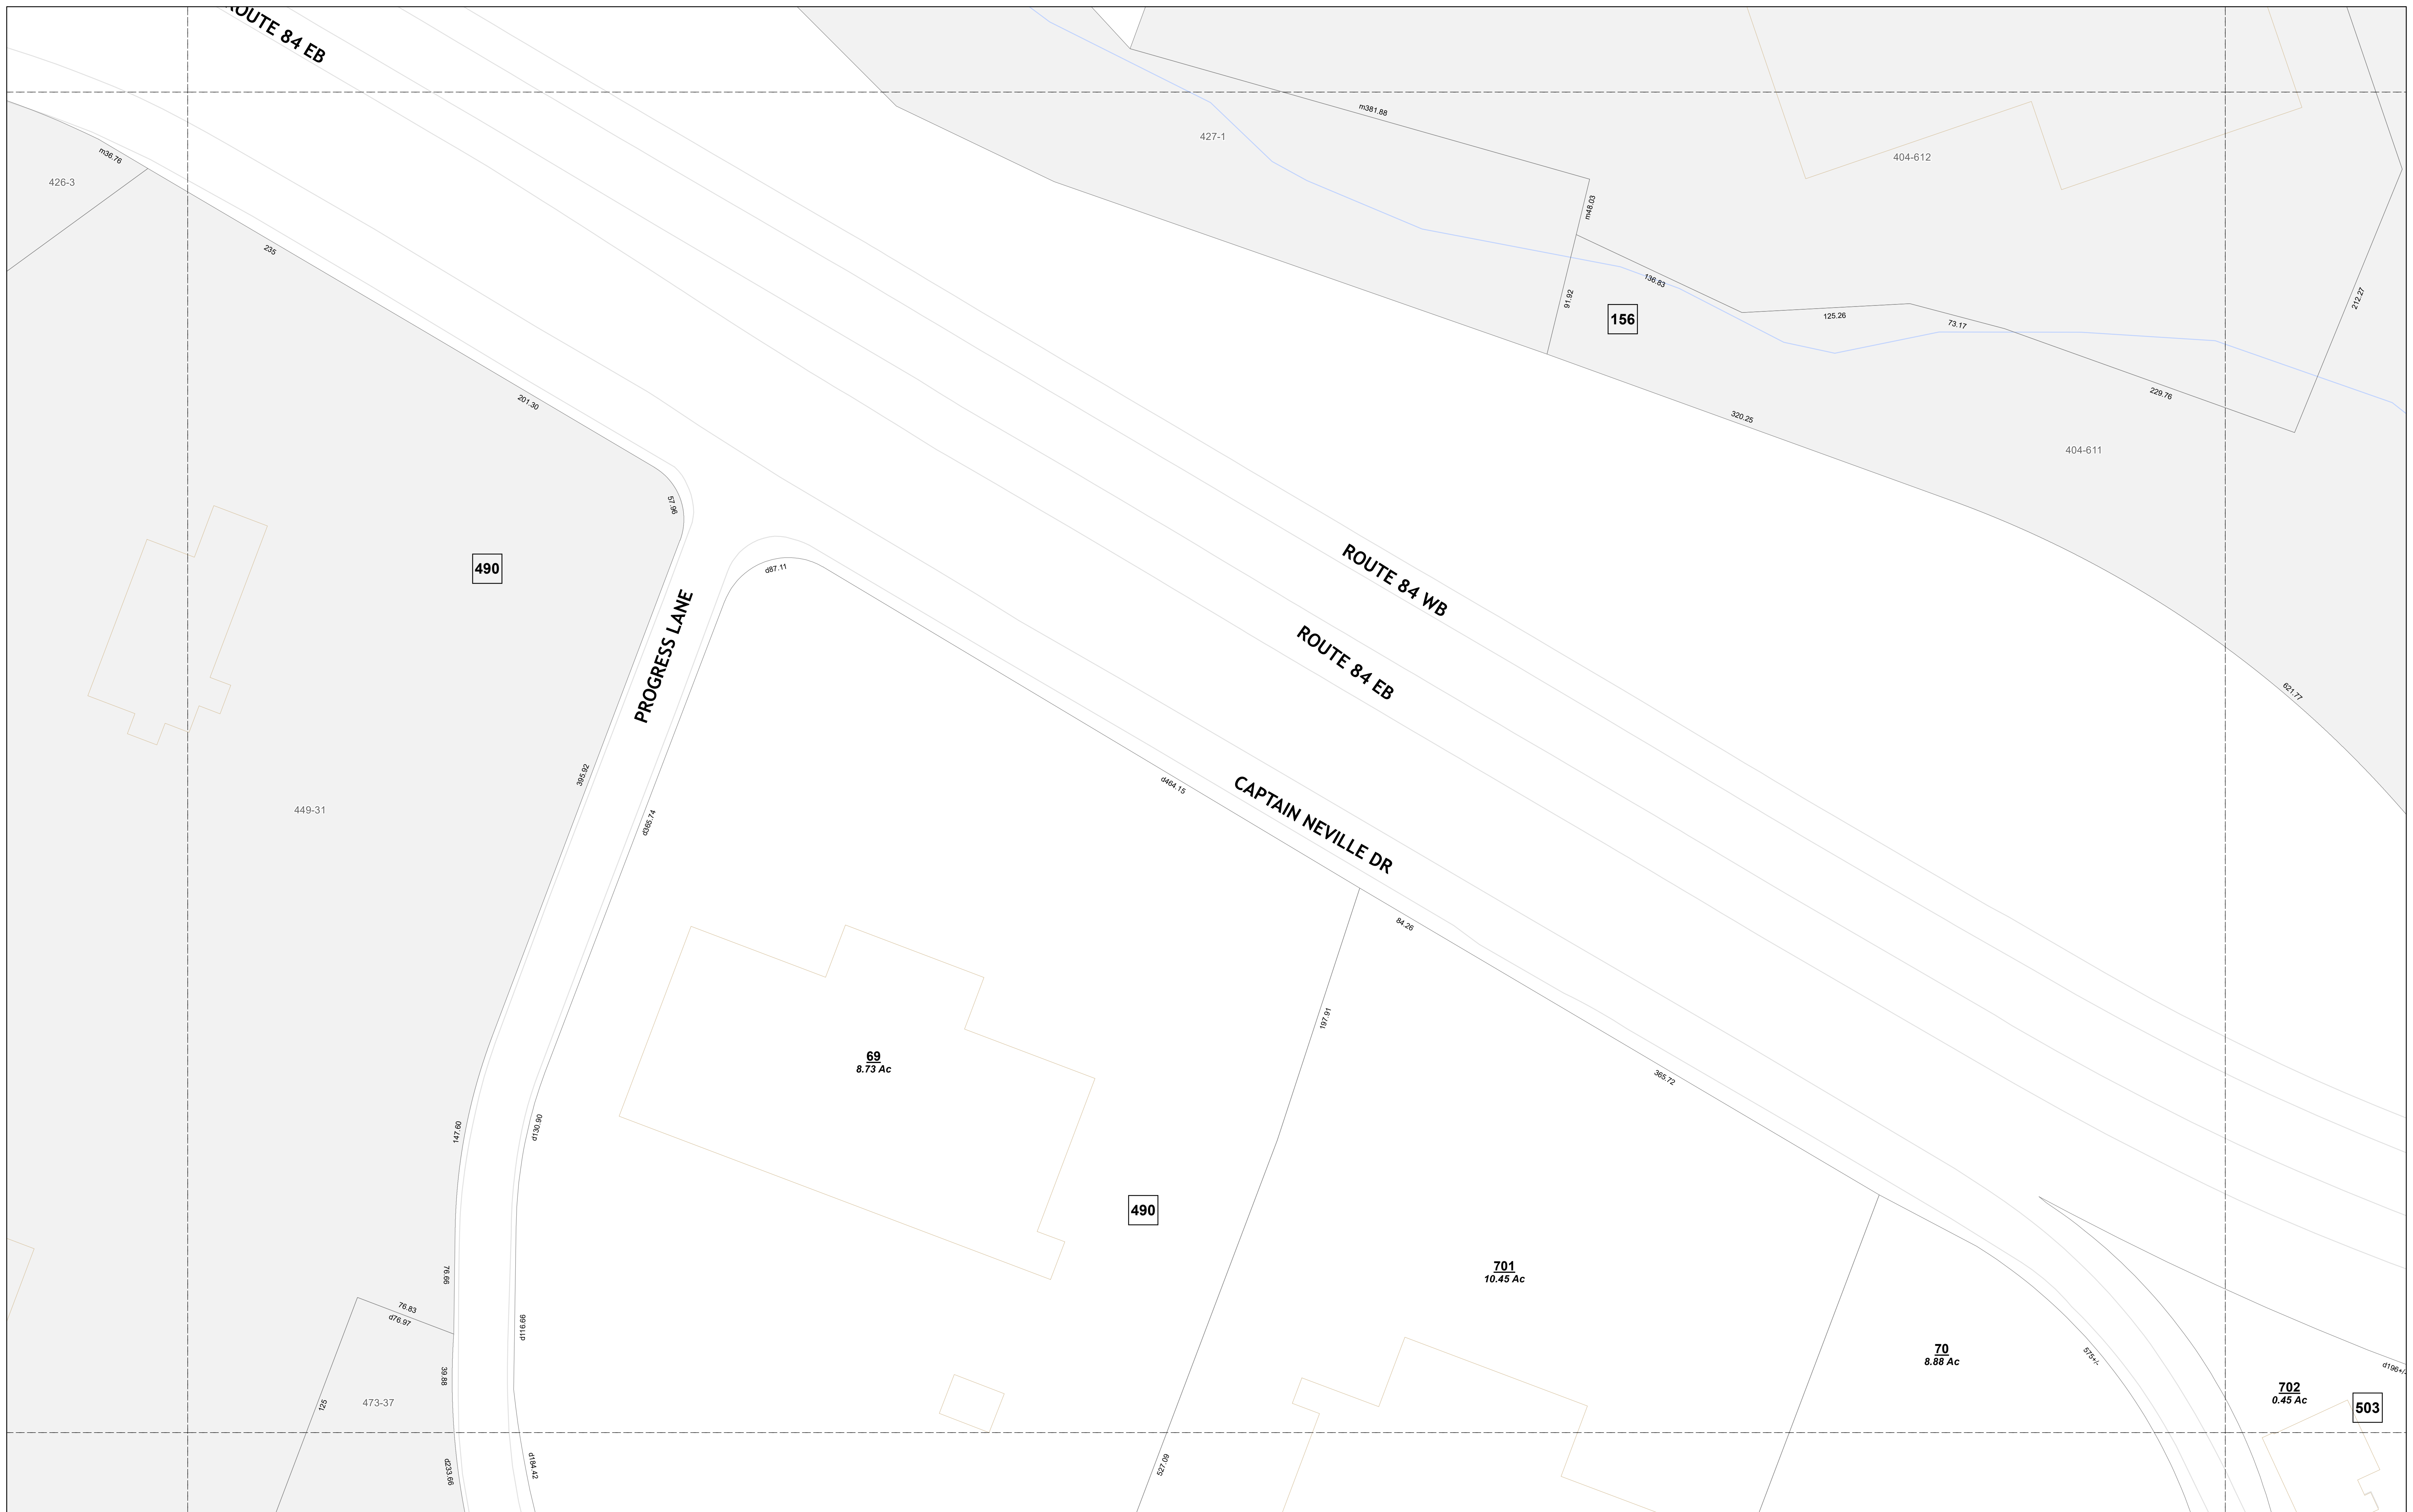 ROUTE 84 EB
m381.88
427-1
m36.76
404-612
426-3
m48.03
235
136.83
91.92
212.27
156
125.26
73.17
229.76
201.30
320.25
404-611
57.96
490
d87.11
ROUTE 84 WB
PROGRESS LANE
ROUTE 84 EB
621.77
395.92
d464.15
449-31
d365.74
CAPTAIN NEVILLE DR
84.26
197.91
69
8.73 Ac
365.72
147.60
d130.90
490
76.66
701
10.45 Ac
76.83
d76.97
d116.66
70
8.88 Ac
575+/-
d196+/-
39.88
702
0.45 Ac
125
473-37
503
d233.66
d184.42
527.09